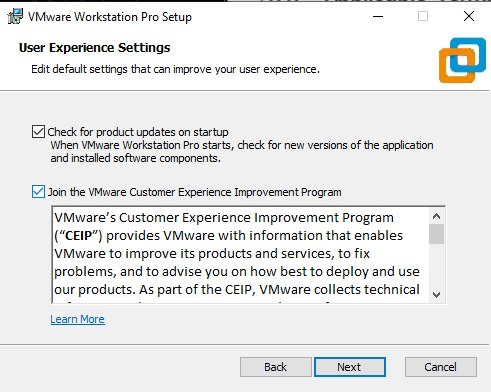 VMware Workstation Pro Setup
User Experience Settings
Edit default settings that can improve your user experience.
Check for product updates on startup
When VMware Workstation Pro starts, check for new versions of the application
and installed software components.
Join the VMware Customer Experience Improvement Program
VMware's Customer Experience Improvement Program
("CEIP") provides VMware with information that enables
VMware to improve its products and services, to fix
problems, and to advise you on how best to deploy and use
our products. As part of the CEIP, VMware collects technical
Learn More
Back
Next
Cancel